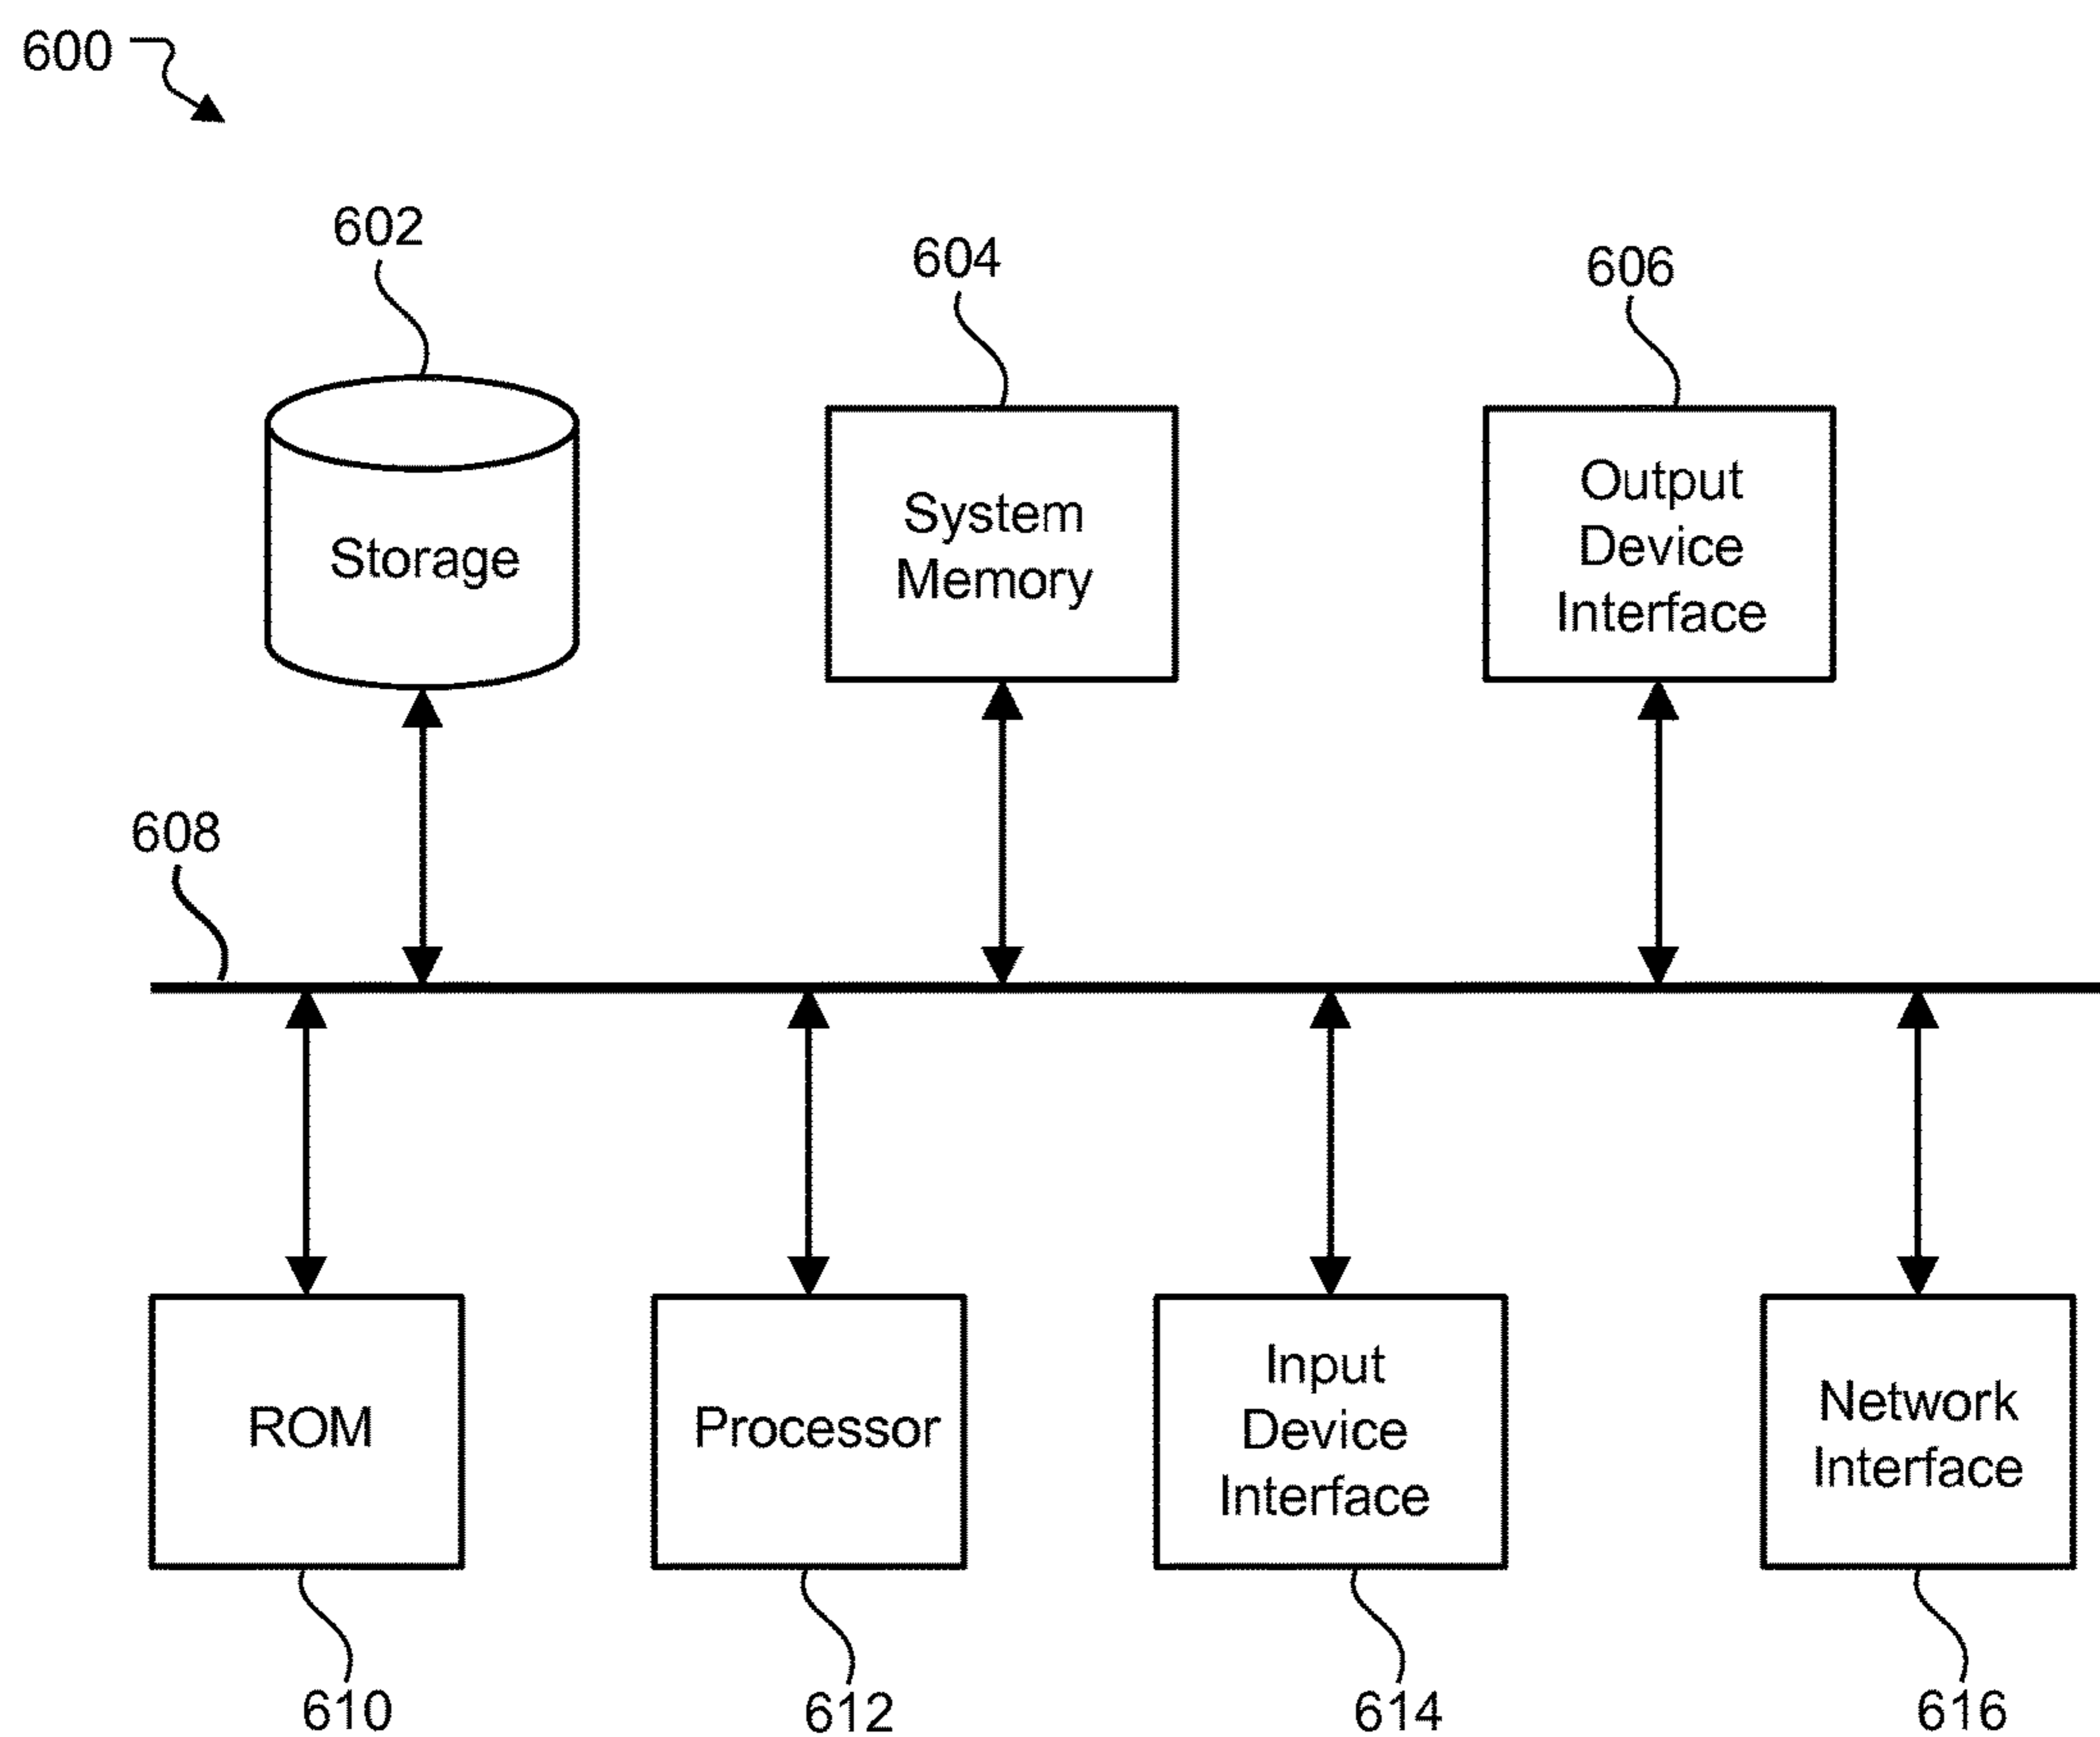 600
602
604
606
Storage
System
Memory
Output
Device
Interface
608
ROM
Processor
Input
Device
Interface
Network
Interface
610
612
614
616